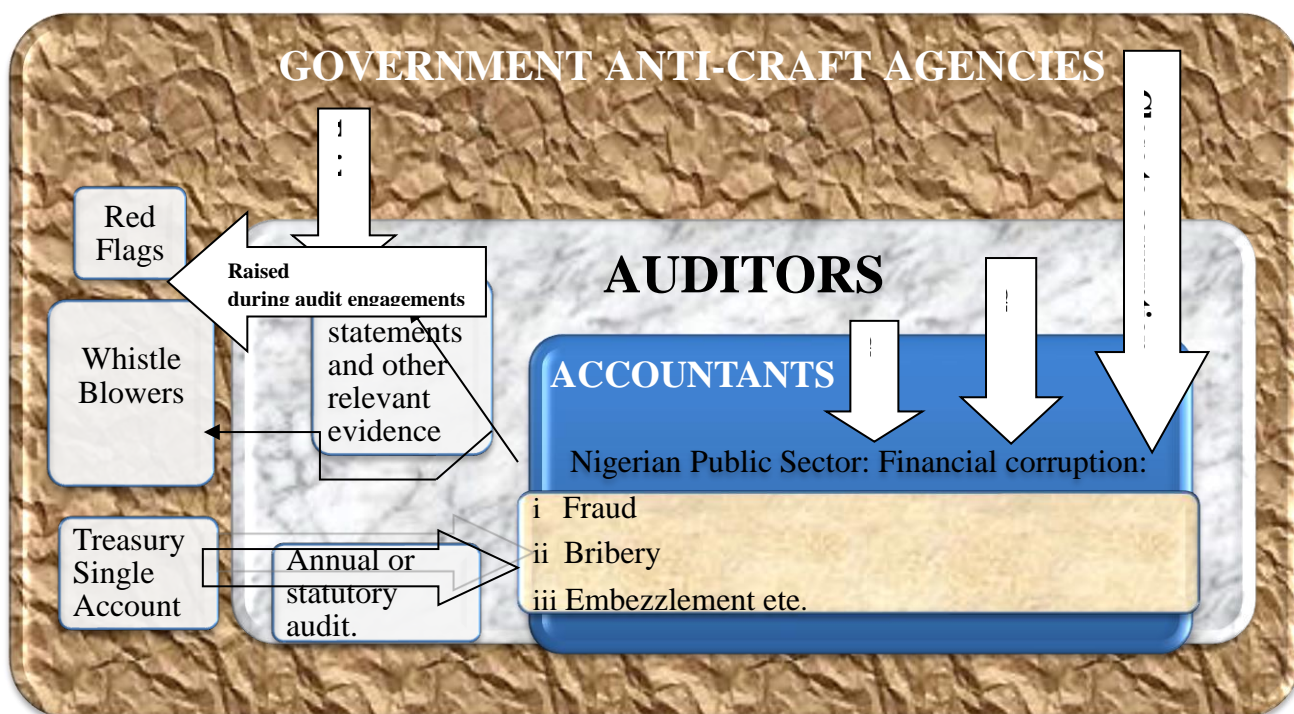 GOVERNMENT ANTI-CRAFT AGENCIES
Red
Flags
Raised
during audit engagements
AUDITORS
statements
and other
relevant
evidence
Whistle
Blowers
ACCOUNTANTS
Nigerian Public Sector: Financial corruption:
i Fraud
ii Bribery
iii Embezzlement ete.
Treasury
Single
Account
Annual or
statutory
audit.